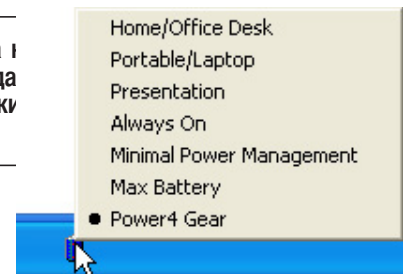 Home/Office Desk
Portable/Laptop
Presentation
Always On
Minimal Power Management
Max Battery
Power4 Gear